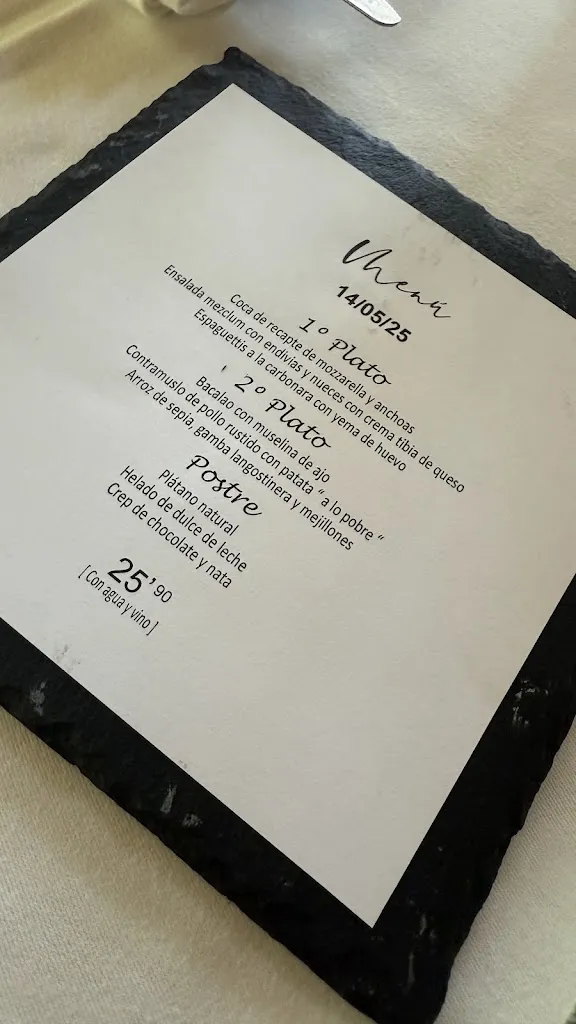 Menú
14/05/25
1º Plato
Coca de recapte de mozzarella y anchoas
Ensalada mezclum con endivias y nueces con crema tibia de queso
Espaguettis a la carbonara con yema de huevo
2º Plato
Bacalao con muselina de ajo
Contramuslo de pollo rustido con patata “a lo pobre “
Arroz de sepia, gamba langostinera y mejillones
Postre
Plátano natural
Helado de dulce de leche
Crep de chocolate y nata
25’90
[ Con agua y vino ]